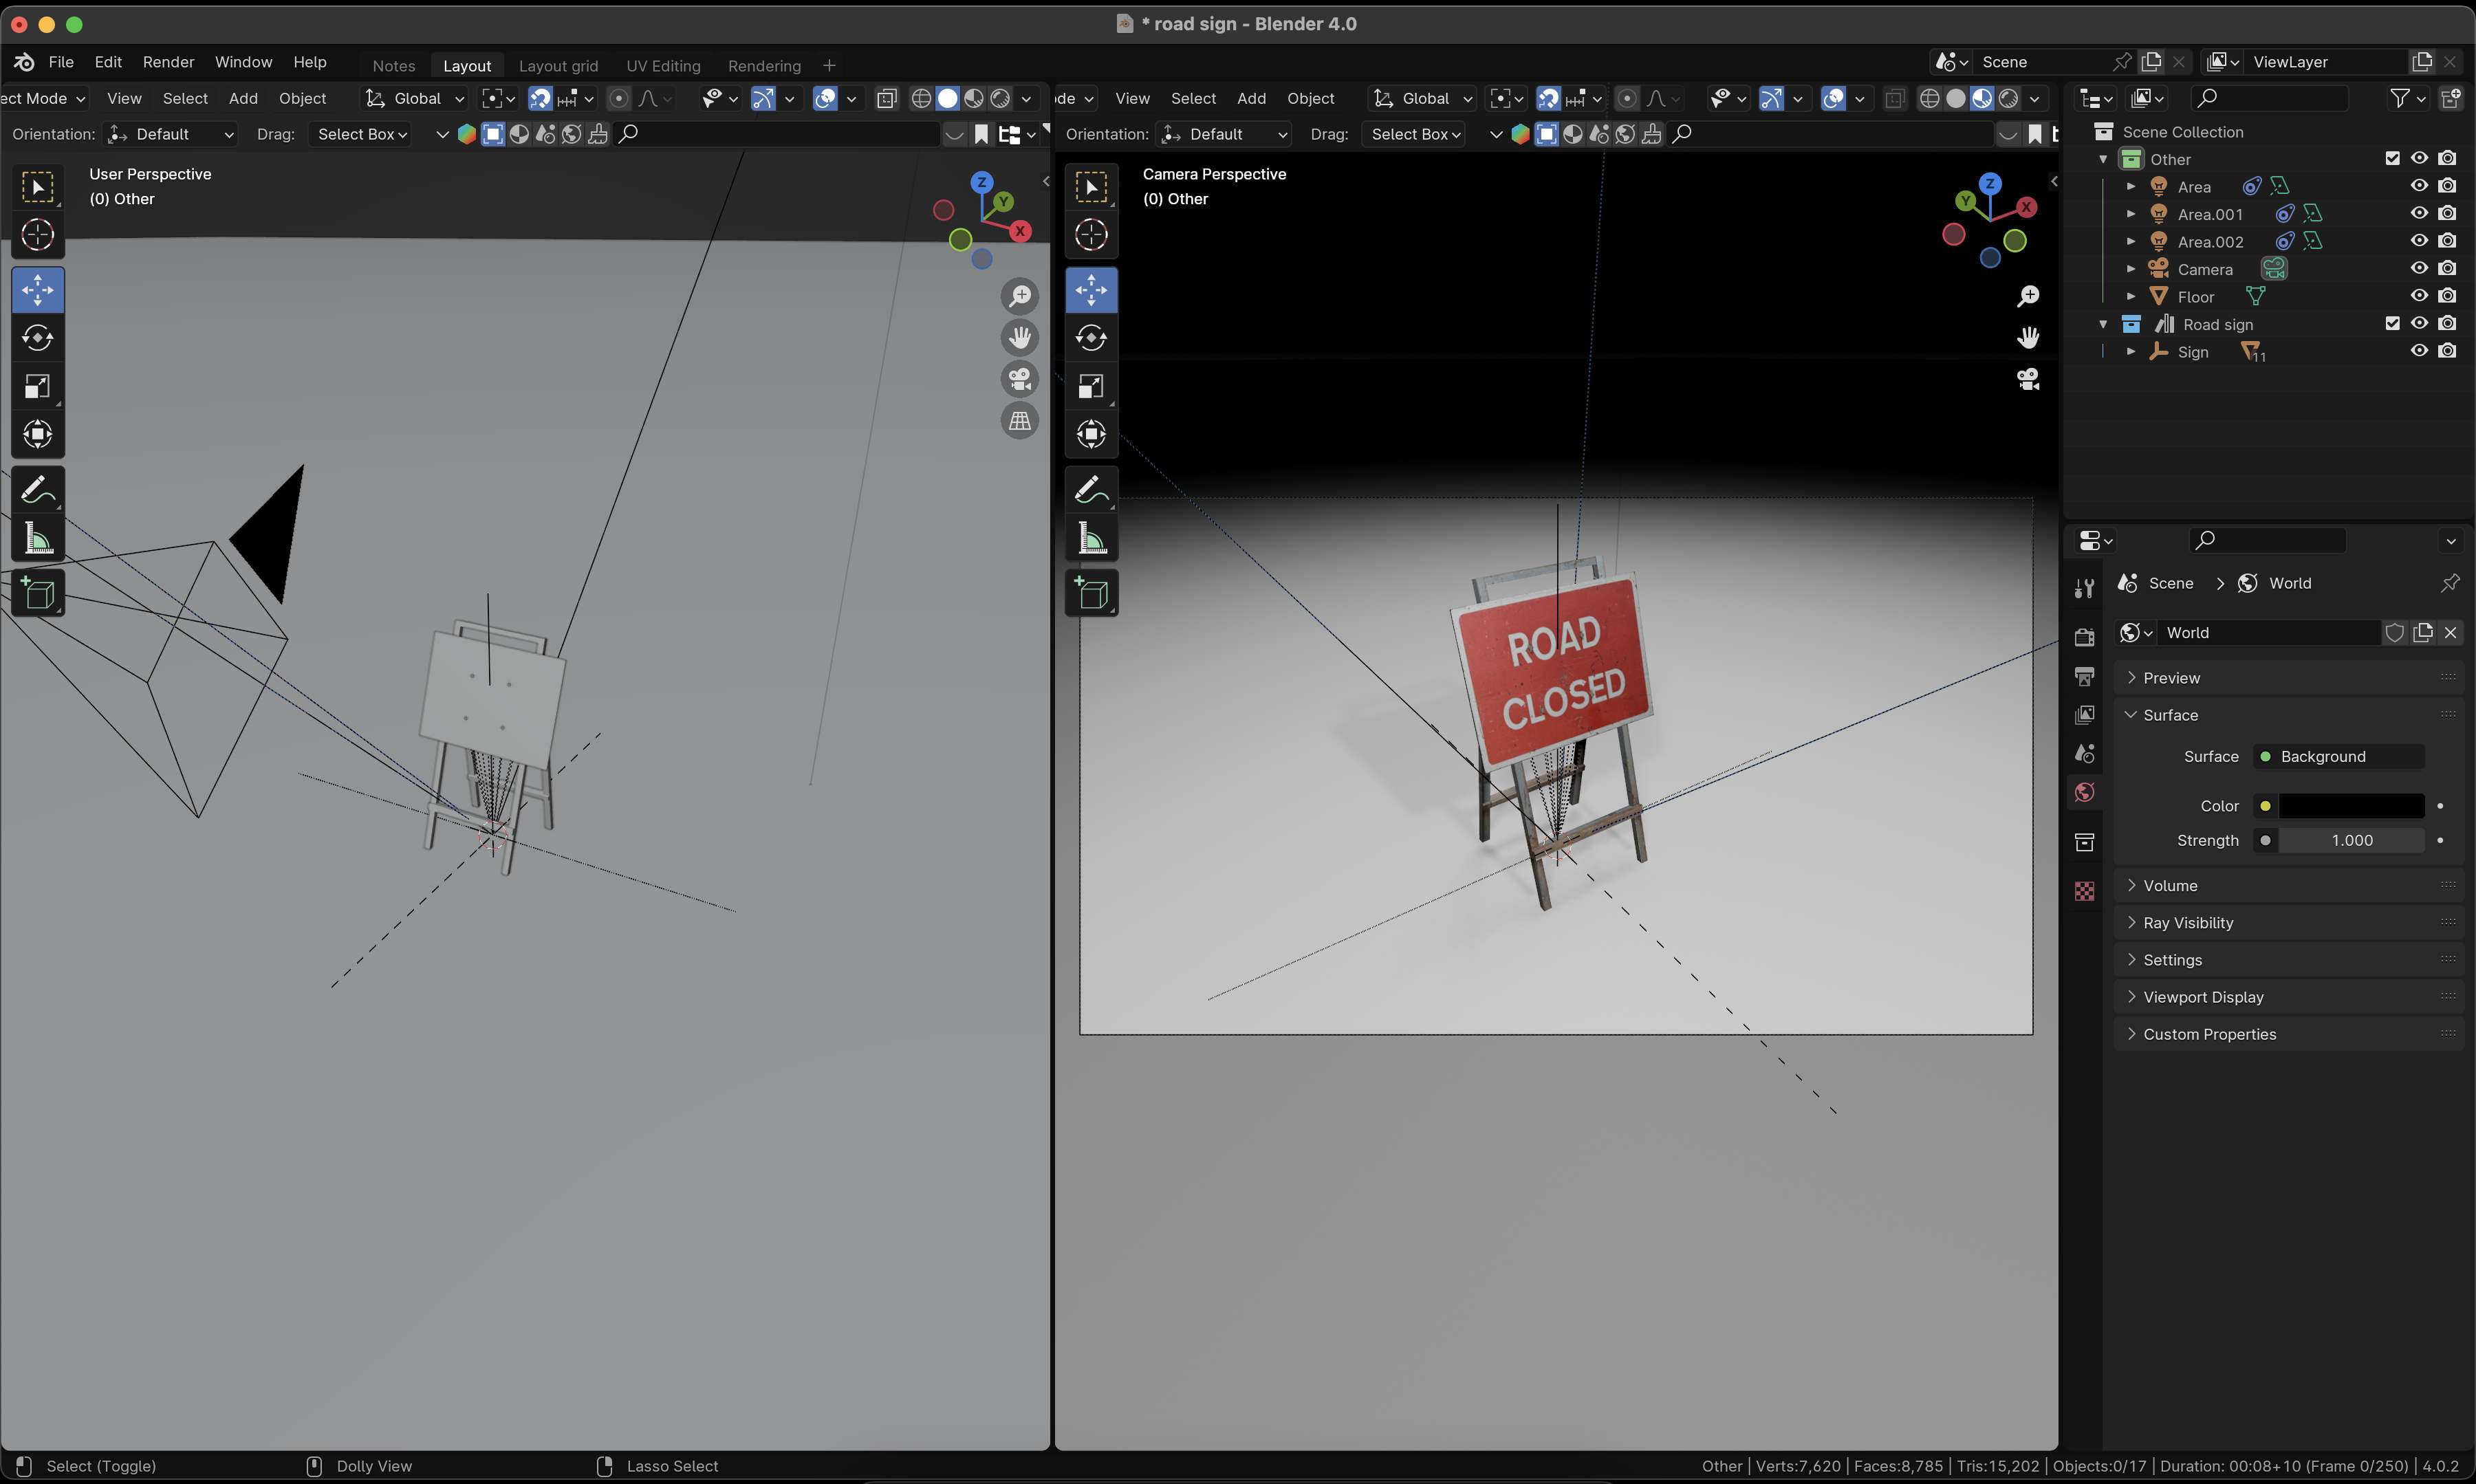 * road sign - Blender 4.0
File Edit Render Window Help Notes Layout Layout grid UV Editing Rendering + Scene ViewLayer
ect Mode View Select Add Object Global
Orientation: Default Drag: Select Box
User Perspective
(0) Other
Z
Y
X
de View Select Add Object Global
Orientation: Default Drag: Select Box
Camera Perspective
(0) Other
Z
Y
X
ROAD
CLOSED
Scene Collection
Other
Area
Area.001
Area.002
Camera
Floor
Road sign
Sign 11
Scene > World
World
Preview
Surface
Surface Background
Color
Strength 1.000
Volume
Ray Visibility
Settings
Viewport Display
Custom Properties
Select (Toggle) Dolly View Lasso Select Other | Verts:7,620 | Faces:8,785 | Tris:15,202 | Objects:0/17 | Duration: 00:08+10 (Frame 0/250) | 4.0.2